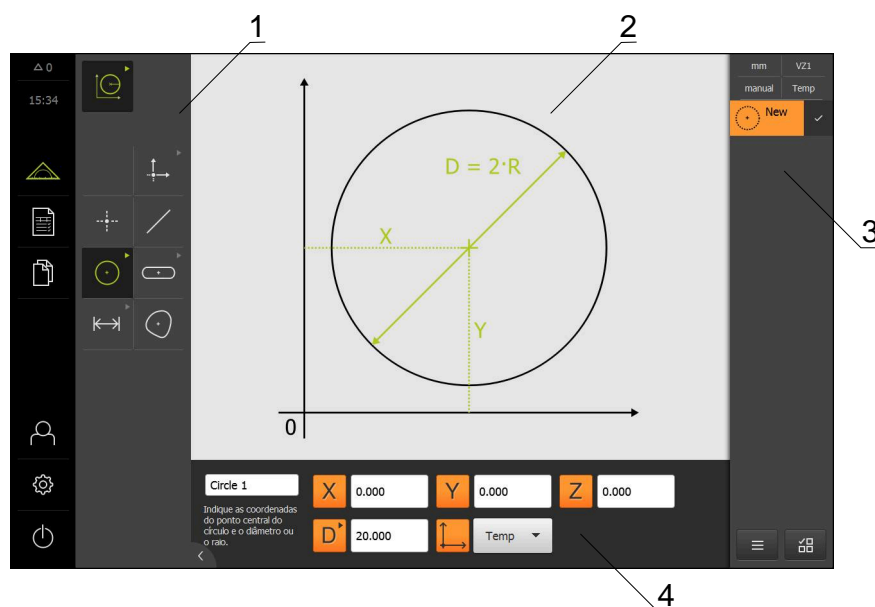 1
2
0
15:34
mm VZ1
manual Temp
New
D = 2·R
X
3
Y
0
Circle 1
X 0.000 Y 0.000 Z 0.000
Indique as coordenadas
do ponto central do
círculo e o diâmetro ou
o raio.
D 20.000 Temp
4